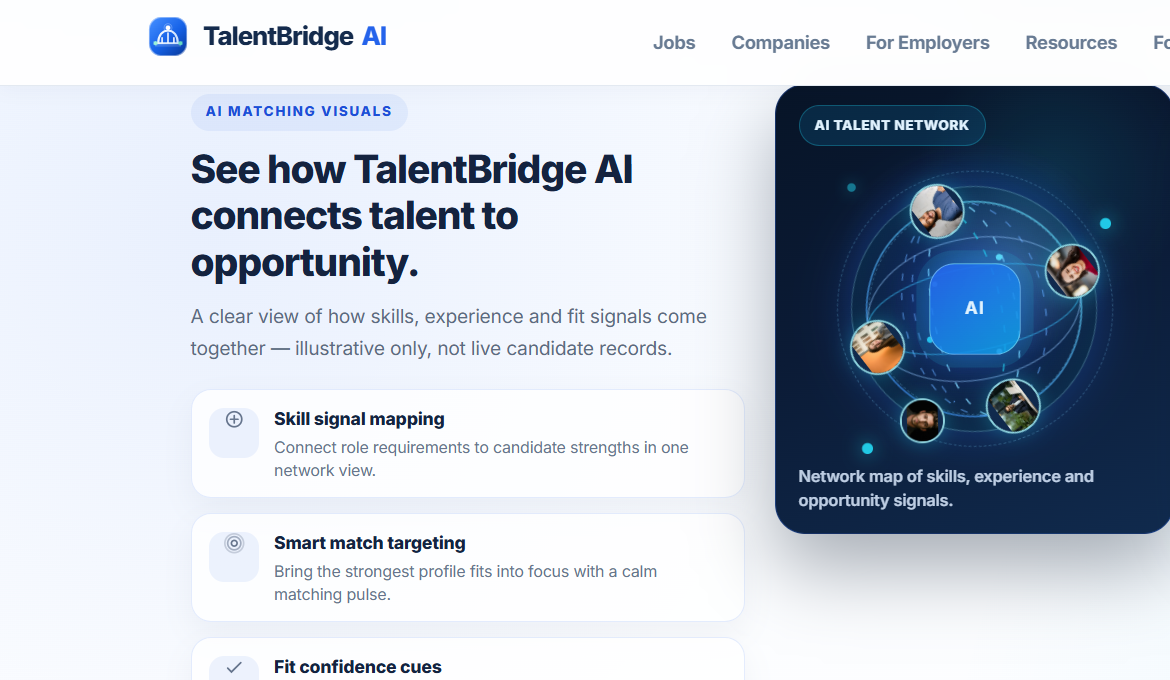 TalentBridge AI
Jobs Companies For Employers Resources
AI MATCHING VISUALS
See how TalentBridge AI
connects talent to
opportunity.
A clear view of how skills, experience and fit signals come
together — illustrative only, not live candidate records.
Skill signal mapping
Connect role requirements to candidate strengths in one
network view.
Smart match targeting
Bring the strongest profile fits into focus with a calm
matching pulse.
Fit confidence cues
AI TALENT NETWORK
AI
Network map of skills, experience and
opportunity signals.